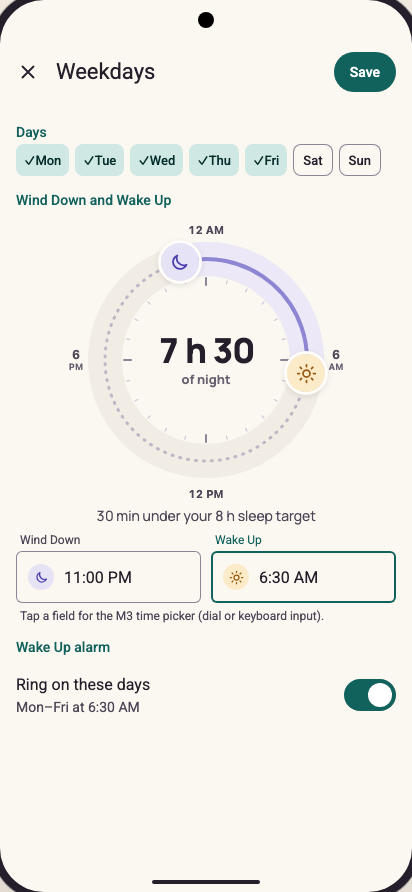 Weekdays
Save
Days
Mon
Tue
Wed
Thu
Fri
Sat
Sun
Wind Down and Wake Up
12 AM
6
PM
7 h 30
of night
6
AM
12 PM
30 min under your 8 h sleep target
Wind Down
Wake Up
11:00 PM
6:30 AM
Tap a field for the M3 time picker (dial or keyboard input).
Wake Up alarm
Ring on these days
Mon–Fri at 6:30 AM